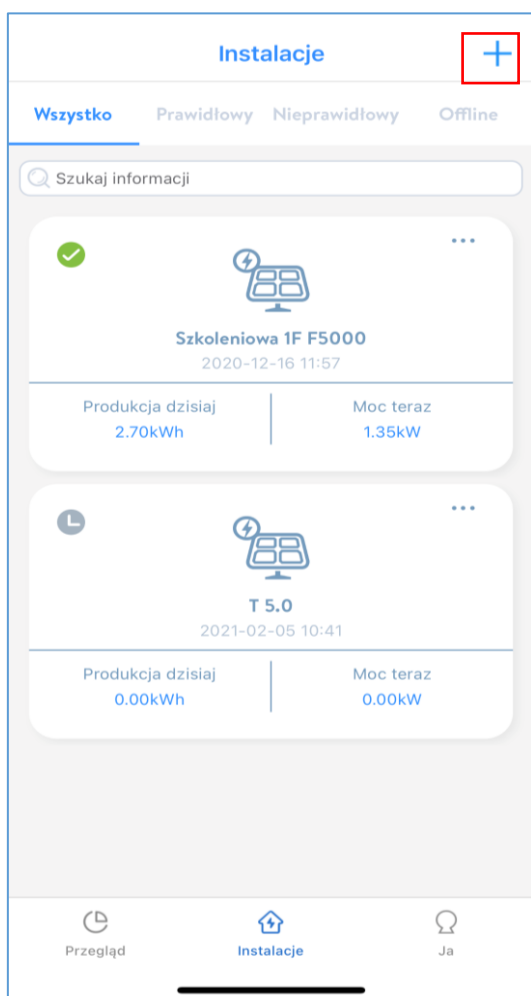 Instalacje
Wszystko Prawidłowy Nieprawidłowy Offline
Szukaj informacji
Szkoleniowa 1F F5000
2020-12-16 11:57
Produkcja dzisiaj Moc teraz
2.70kWh 1.35kW
T 5.0
2021-02-05 10:41
Produkcja dzisiaj Moc teraz
0.00kWh 0.00kW
Przegląd Instalacje Ja